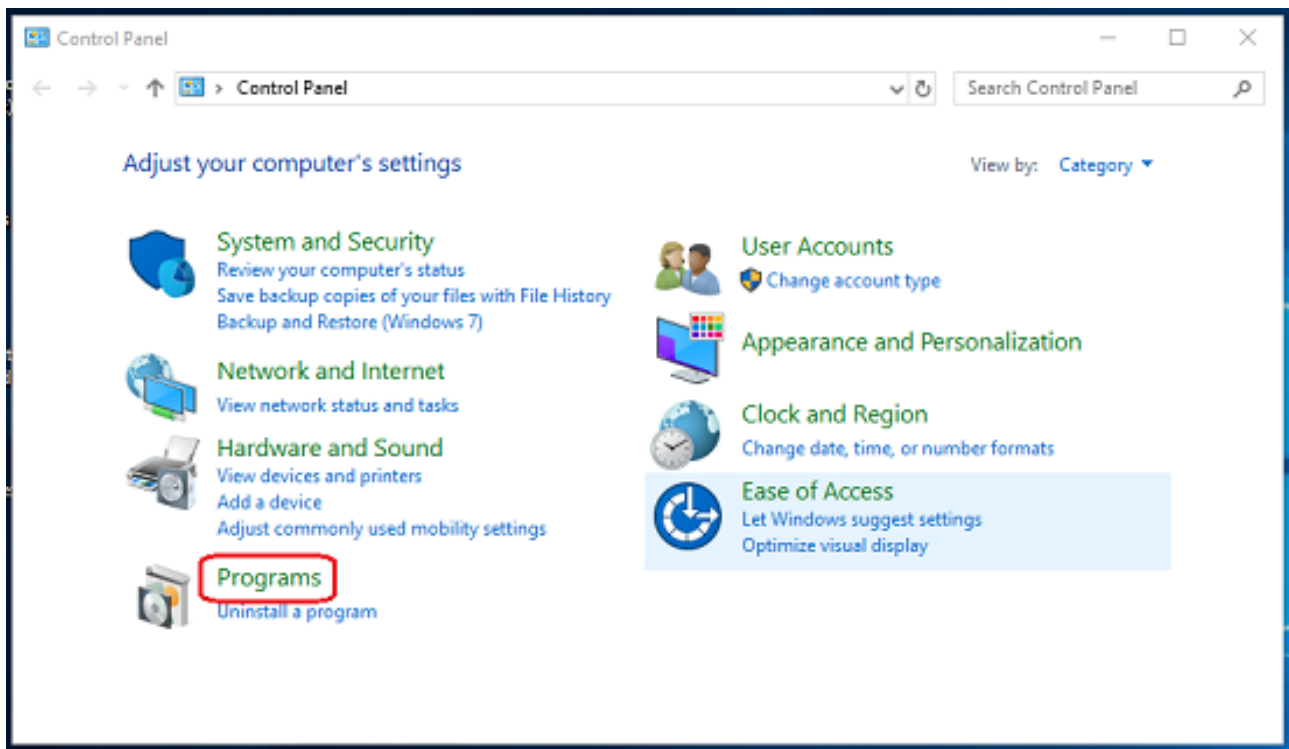 Control Panel
Control Panel
Search Control Panel
Adjust your computer's settings
View by: Category
System and Security
Review your computer's status
Save backup copies of your files with File History
Backup and Restore (Windows 7)
Network and Internet
View network status and tasks
Hardware and Sound
View devices and printers
Add a device
Adjust commonly used mobility settings
Programs
Uninstall a program
User Accounts
Change account type
Appearance and Personalization
Clock and Region
Change date, time, or number formats
Ease of Access
Let Windows suggest settings
Optimize visual display